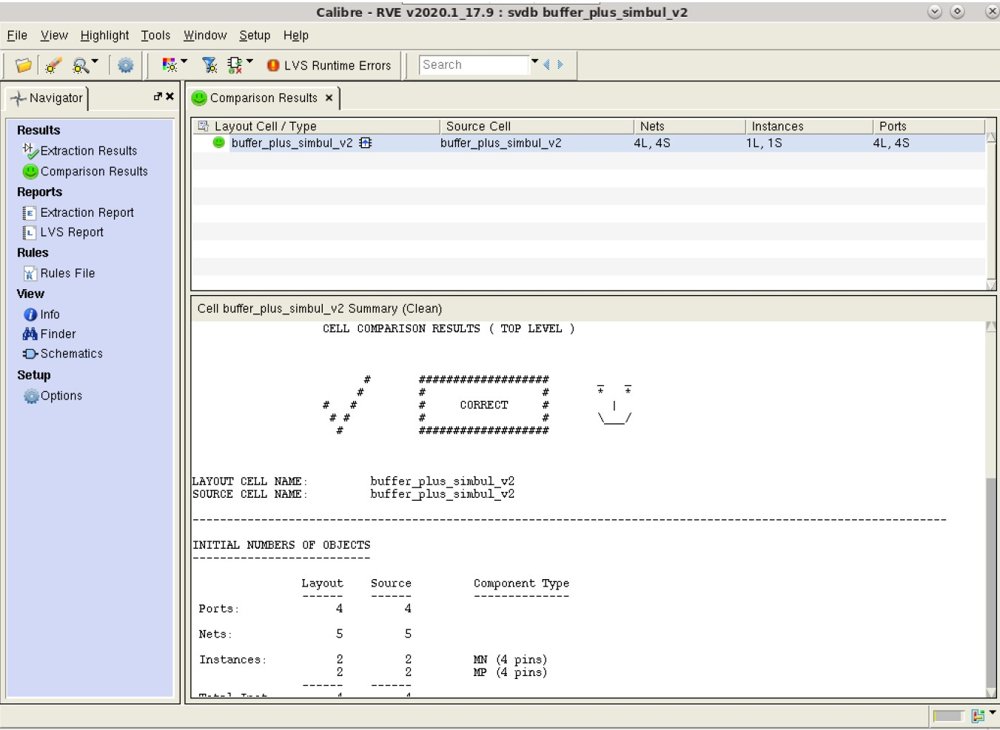 Calibre - RVE v2020.1_17.9 : svdb buffer_plus_simbul_v2
File View Highlight Tools Window Setup Help
LVS Runtime Errors Search
Navigator
Results
Extraction Results
Comparison Results
Reports
Extraction Report
LVS Report
Rules
Rules File
View
Info
Finder
Schematics
Setup
Options
Comparison Results
Layout Cell / Type Source Cell Nets Instances Ports
buffer_plus_simbul_v2 buffer_plus_simbul_v2 4L, 4S 1L, 1S 4L, 4S
Cell buffer_plus_simbul_v2 Summary (Clean)
CELL COMPARISON RESULTS ( TOP LEVEL )
# ################### _ _
# # # * *
# # # CORRECT # |
# # # # \___/
# ###################
LAYOUT CELL NAME: buffer_plus_simbul_v2
SOURCE CELL NAME: buffer_plus_simbul_v2
INITIAL NUMBERS OF OBJECTS
Layout Source Component Type
Ports: 4 4
Nets: 5 5
Instances: 2 2 MN (4 pins)
2 2 MP (4 pins)
Total Inst 4 4